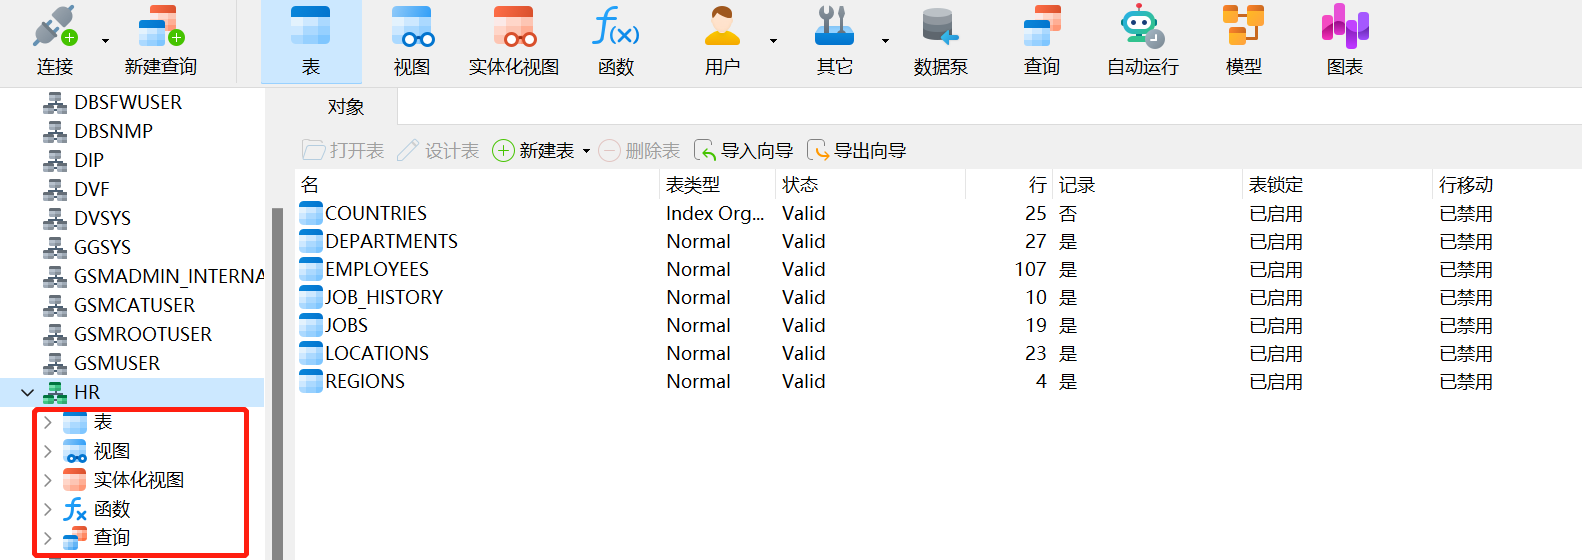 连接 新建查询 表 视图 实体化视图 函数 用户 其它 数据泵 查询 自动运行 模型 图表
DBSFWUSER
DBSNMP
DIP
DVF
DVSYS
GGSYS
GSMADMIN_INTERNA
GSMCATUSER
GSMROOTUSER
GSMUSER
HR
表
视图
实体化视图
函数
查询
对象
打开表 设计表 新建表 删除表 导入向导 导出向导
名 表类型 状态 行 记录 表锁定 行移动
COUNTRIES Index Org... Valid 25 否 已启用 已禁用
DEPARTMENTS Normal Valid 27 是 已启用 已禁用
EMPLOYEES Normal Valid 107 是 已启用 已禁用
JOB_HISTORY Normal Valid 10 是 已启用 已禁用
JOBS Normal Valid 19 是 已启用 已禁用
LOCATIONS Normal Valid 23 是 已启用 已禁用
REGIONS Normal Valid 4 是 已启用 已禁用